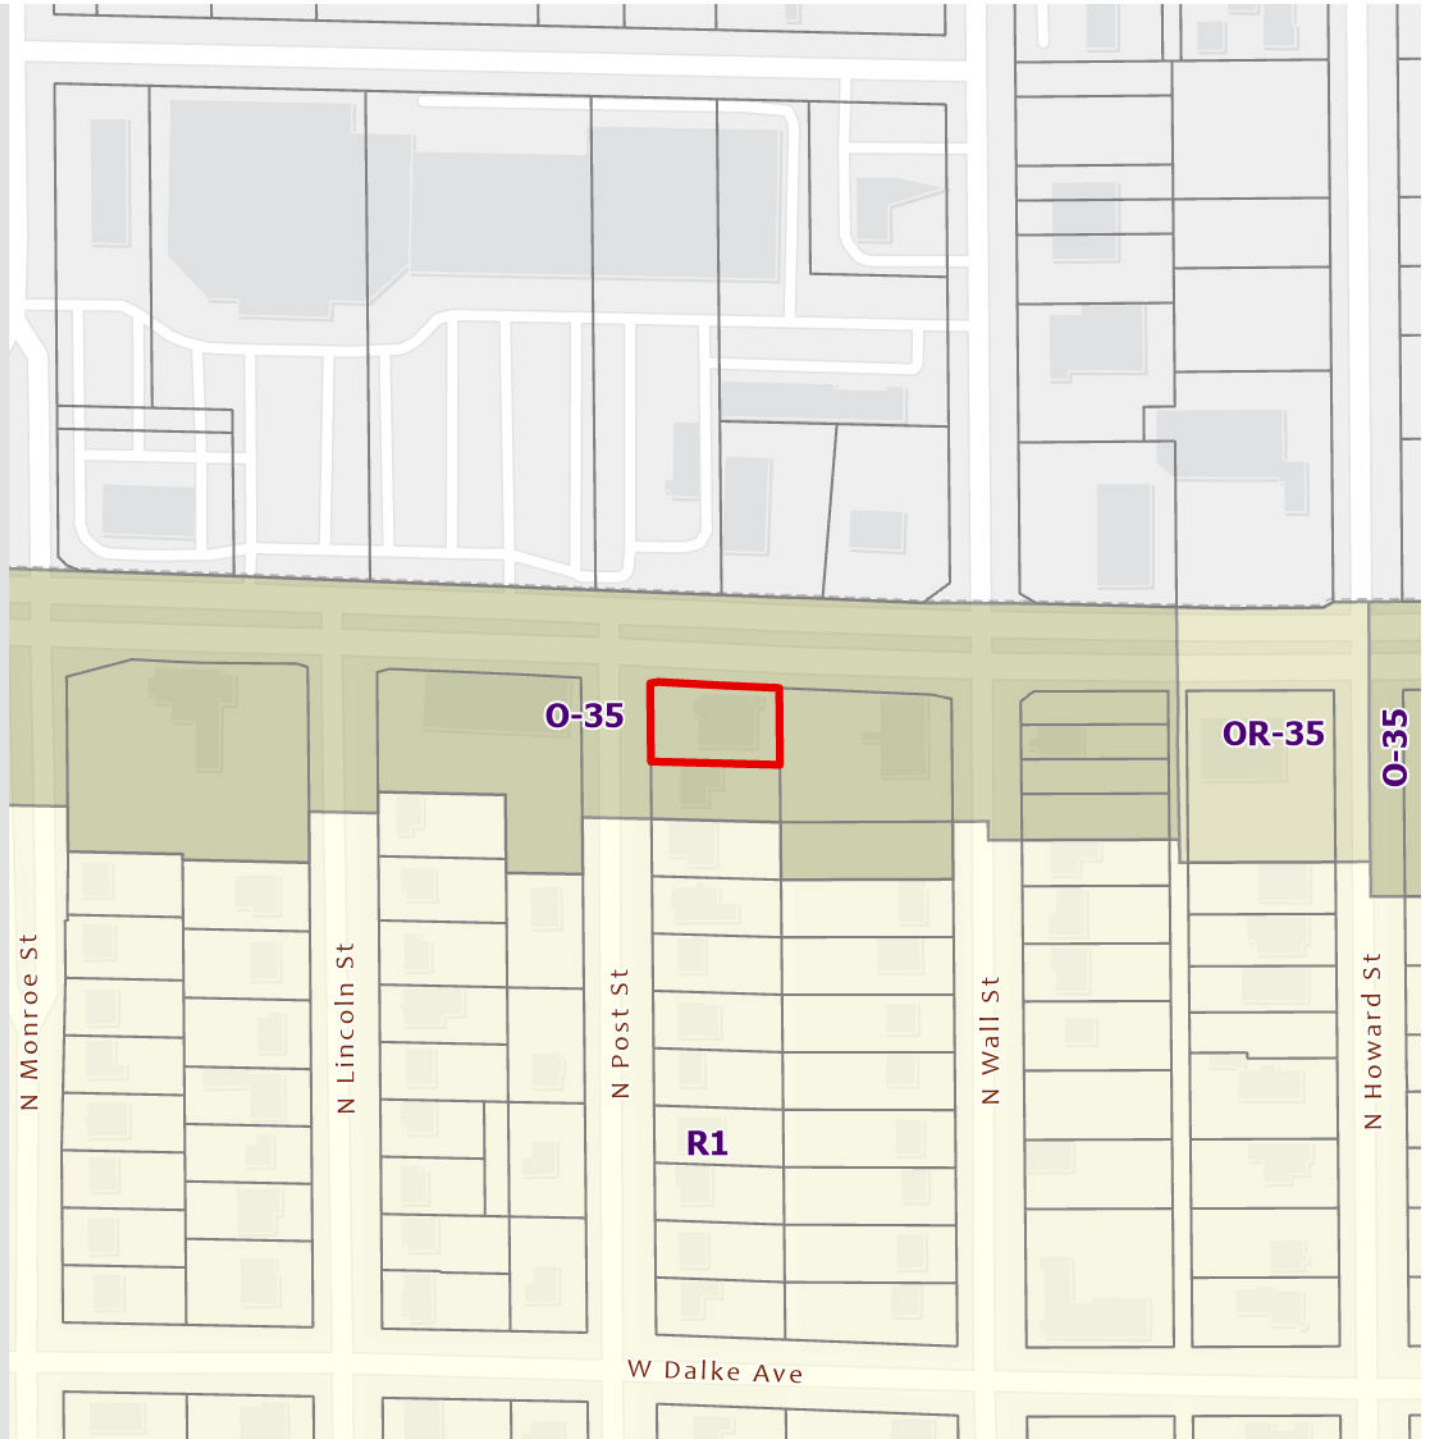 O-35
OR-35
O-35
N Monroe St
N Lincoln St
N Post St
N Wall St
N Howard St
R1
W Dalke Ave